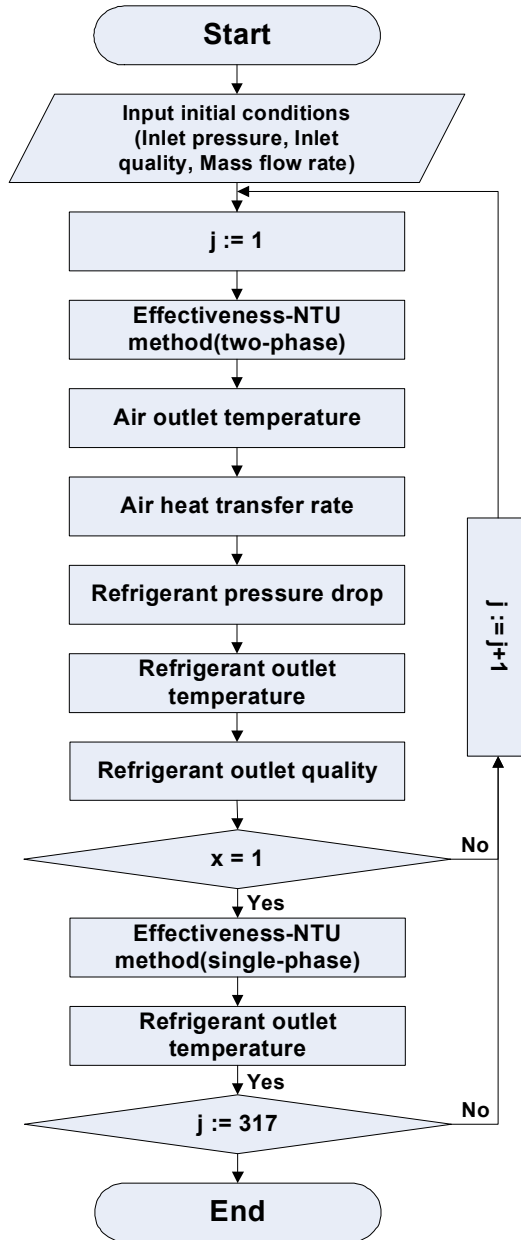 Start
Input initial conditions
(Inlet pressure, Inlet
quality, Mass flow rate)
j := 1
Effectiveness-NTU
method(two-phase)
Air outlet temperature
Air heat transfer rate
Refrigerant pressure drop
j := j+1
Refrigerant outlet
temperature
Refrigerant outlet quality
x = 1
No
Yes
Effectiveness-NTU
method(single-phase)
Refrigerant outlet
temperature
Yes
j := 317
No
End